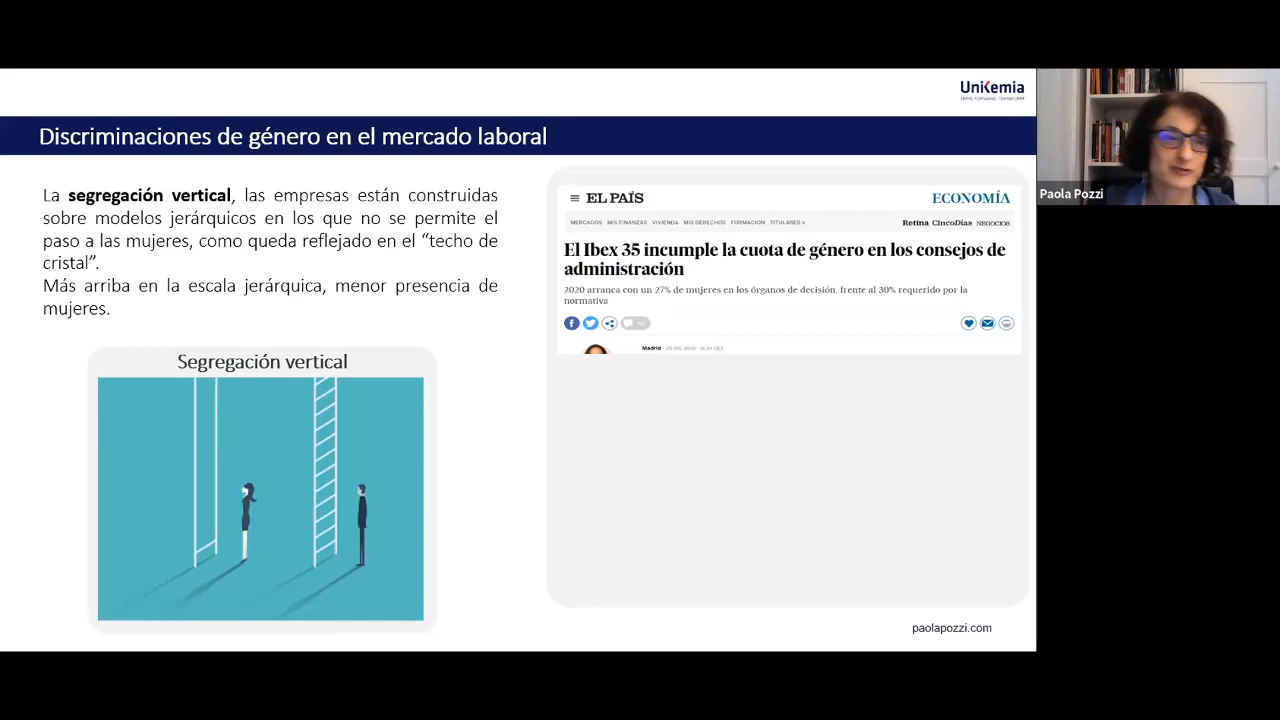 UniKemia
Discriminaciones de género en el mercado laboral
Paola Pozzi
La segregación vertical, las empresas están construidas
sobre modelos jerárquicos en los que no se permite el
paso a las mujeres, como queda reflejado en el “techo de
cristal”.
Más arriba en la escala jerárquica, menor presencia de
mujeres.
Segregación vertical
EL PAÍS
ECONOMÍA
MERCADOS MIS FINANZAS VIVIENDA MIS DERECHOS FORMACIÓN TITULARES »
Retina CincoDías NEGOCIOS
El Ibex 35 incumple la cuota de género en los consejos de
administración
2020 arranca con un 27% de mujeres en los órganos de decisión, frente al 30% requerido por la
normativa
Madrid
paolapozzi.com